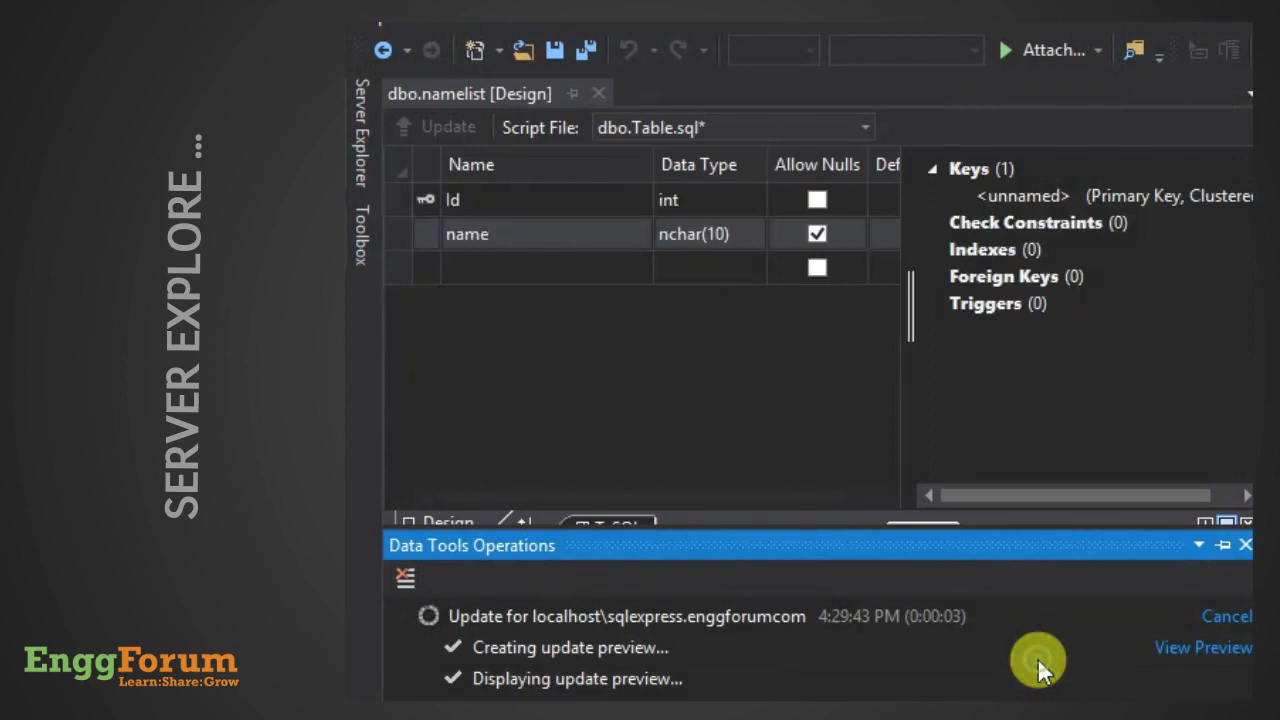 SERVER EXPLORE ...
EnggForum
Learn:Share:Grow
Attach...
Server Explorer
Toolbox
dbo.namelist [Design]
Update
Script File:
dbo.Table.sql*
Name Data Type Allow Nulls Def
Id int
name nchar(10)
Keys (1)
<unnamed> (Primary Key, Clustere
Check Constraints (0)
Indexes (0)
Foreign Keys (0)
Triggers (0)
Design
T-SQL
Data Tools Operations
Update for localhost\sqlexpress.enggforumcom 4:29:43 PM (0:00:03) Cancel
Creating update preview... View Preview
Displaying update preview...